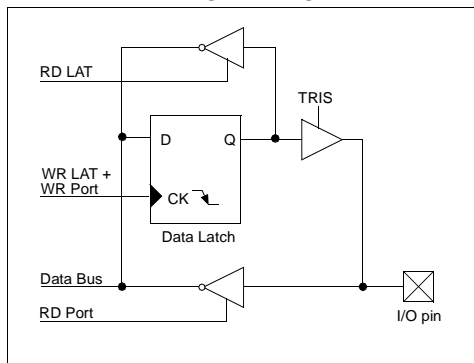 RD LAT
TRIS
D
Q
WR LAT +
WR Port
CK
Data Latch
Data Bus
RD Port
I/O pin